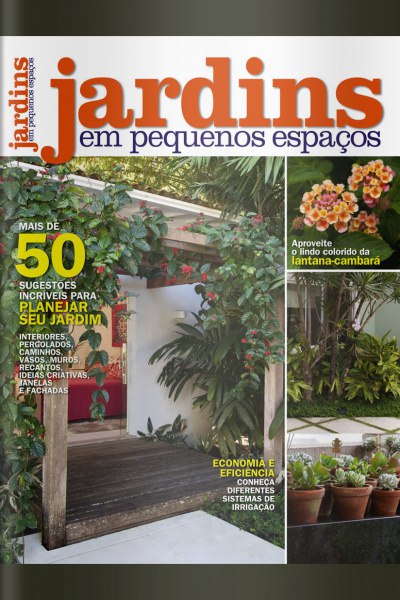 jardins
em pequenos espaços
jardins
em pequenos espaços
MAIS DE
50
SUGESTÕES
INCRÍVEIS PARA
PLANEJAR
SEU JARDIM
INTERIORES,
PERGOLADOS,
CAMINHOS,
VASOS, MUROS,
RECANTOS,
IDEIAS CRIATIVAS,
JANELAS
E FACHADAS
Aproveite
o lindo colorido da
lantana-cambará
ECONOMIA E
EFICIÊNCIA
CONHEÇA
DIFERENTES
SISTEMAS DE
IRRIGAÇÃO